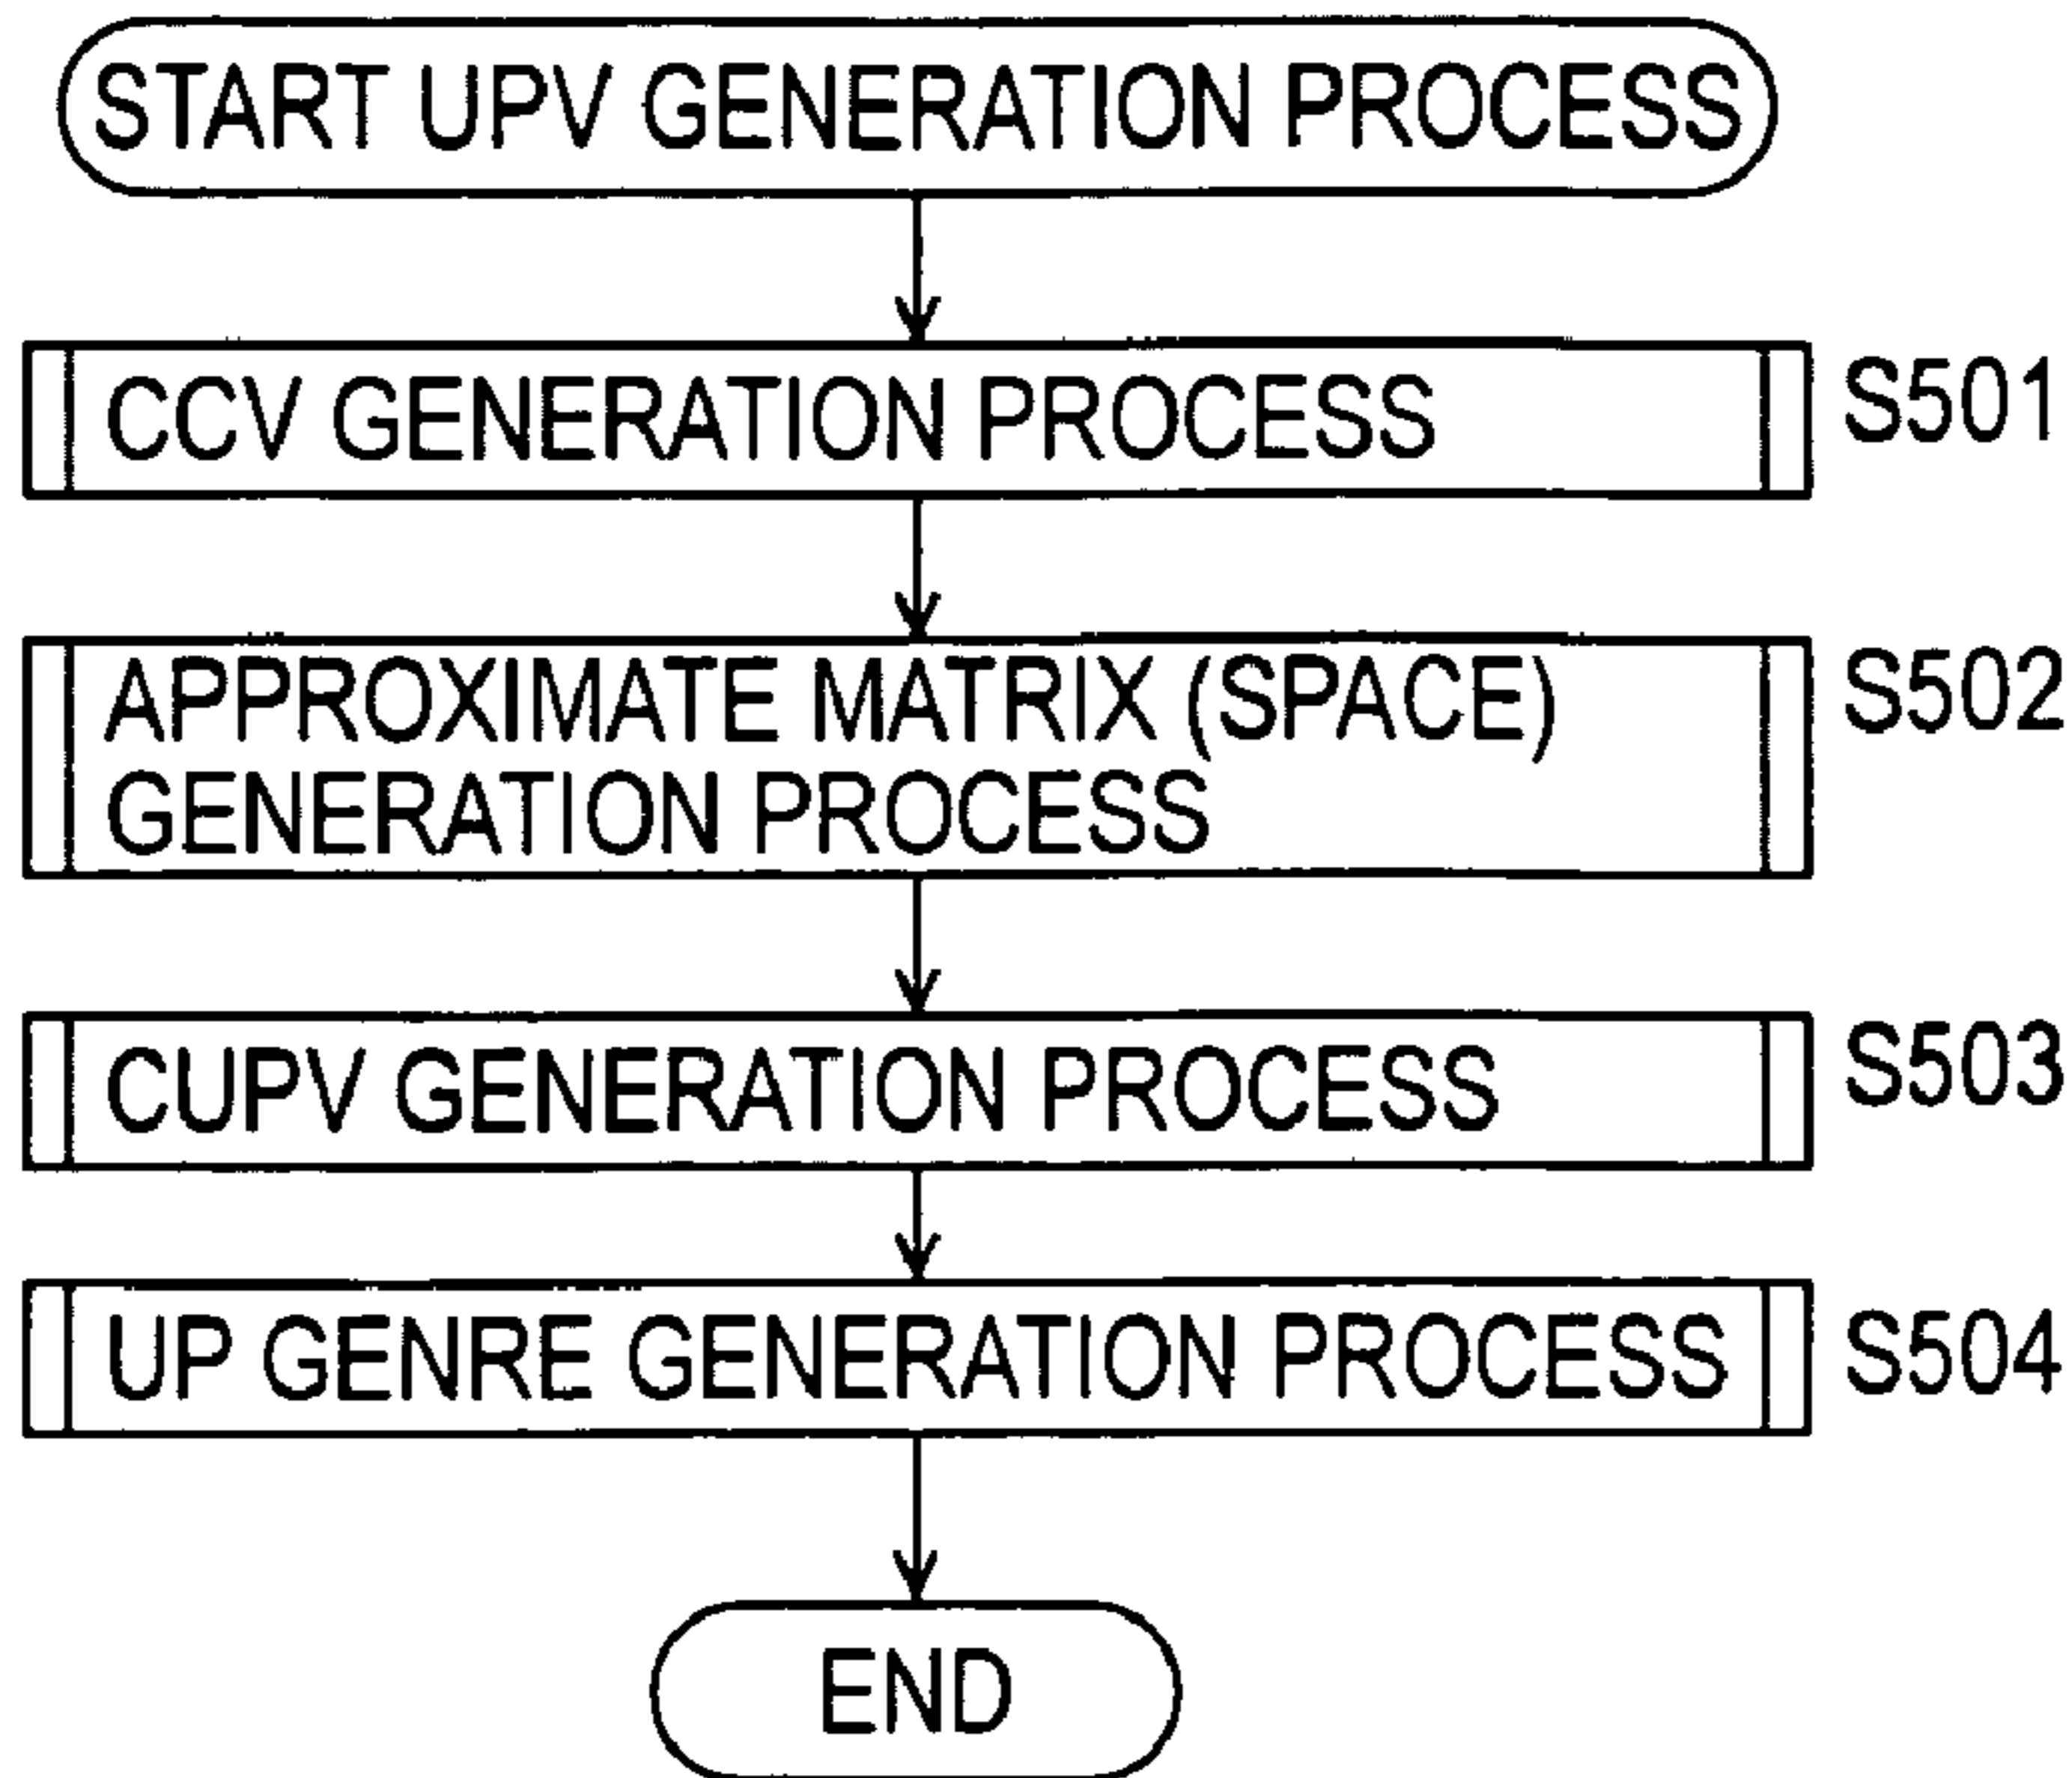 START UPV GENERATION PROCESS
CCV GENERATION PROCESS
S501
APPROXIMATE MATRIX (SPACE)
GENERATION PROCESS
S502
CUPV GENERATION PROCESS
S503
UP GENRE GENERATION PROCESS
S504
END